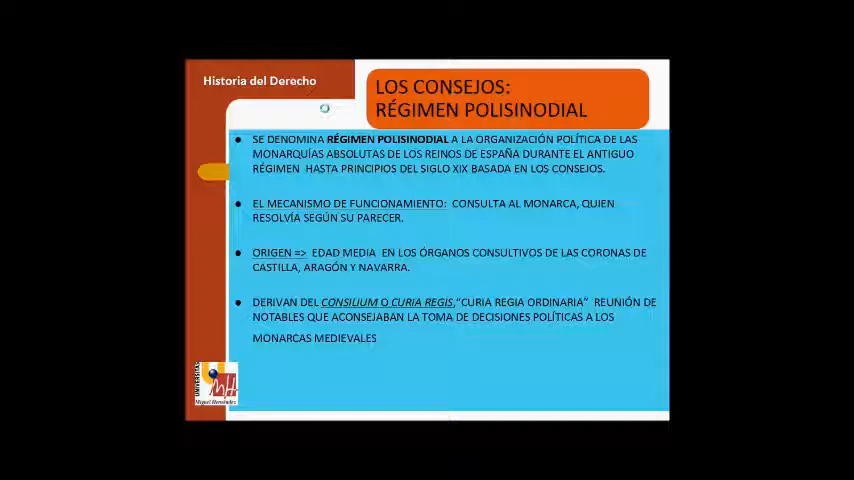 Historia del Derecho
LOS CONSEJOS:
RÉGIMEN POLISINODIAL
● SE DENOMINA RÉGIMEN POLISINODIAL A LA ORGANIZACIÓN POLÍTICA DE LAS
MONARQUÍAS ABSOLUTAS DE LOS REINOS DE ESPAÑA DURANTE EL ANTIGUO
RÉGIMEN HASTA PRINCIPIOS DEL SIGLO XIX BASADA EN LOS CONSEJOS.
● EL MECANISMO DE FUNCIONAMIENTO: CONSULTA AL MONARCA, QUIEN
RESOLVÍA SEGÚN SU PARECER.
● ORIGEN => EDAD MEDIA EN LOS ÓRGANOS CONSULTIVOS DE LAS CORONAS DE
CASTILLA, ARAGÓN Y NAVARRA.
● DERIVAN DEL CONSILIUM O CURIA REGIS,"CURIA REGIA ORDINARIA" REUNIÓN DE
NOTABLES QUE ACONSEJABAN LA TOMA DE DECISIONES POLÍTICAS A LOS
MONARCAS MEDIEVALES
UNIVERSITAS
MH
Miguel Hernández